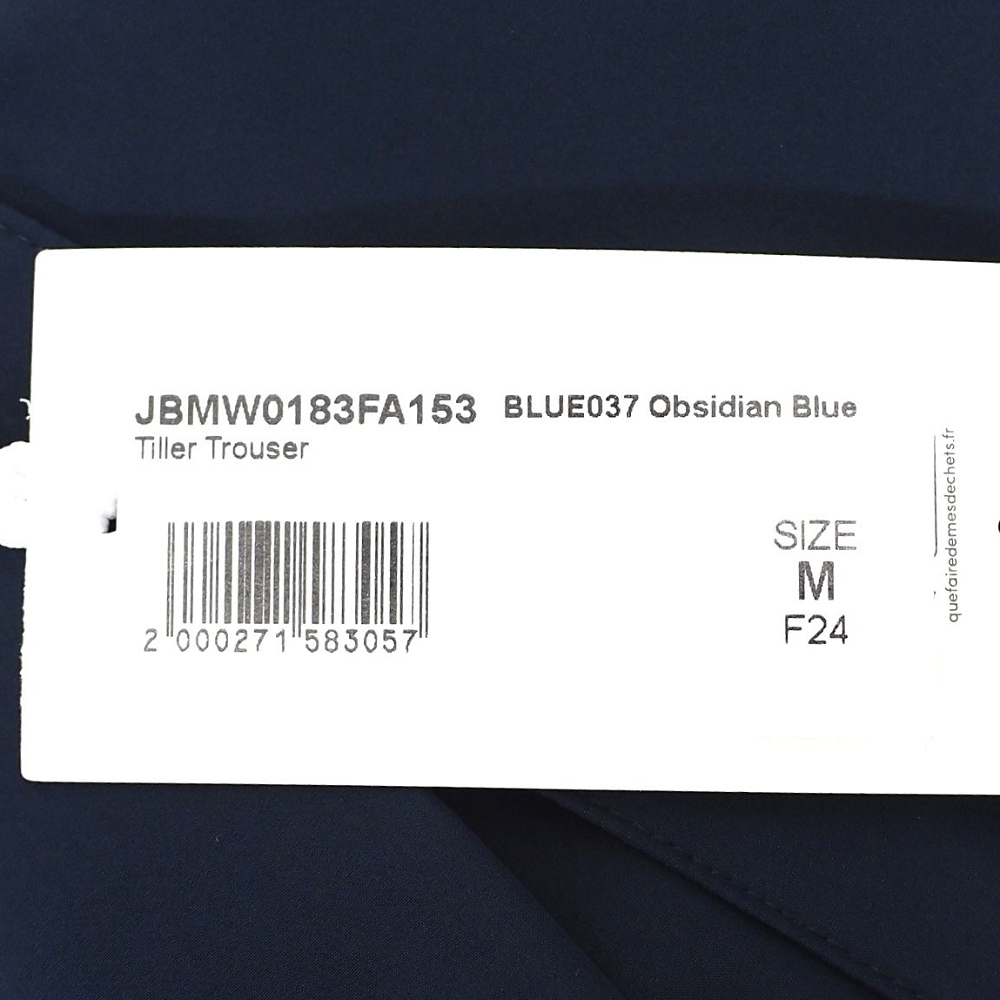 JBMW0183FA153 BLUE037 Obsidian Blue
Tiller Trouser
SIZE
M
F24
2 000271 583057
quefairedemesdechets.fr